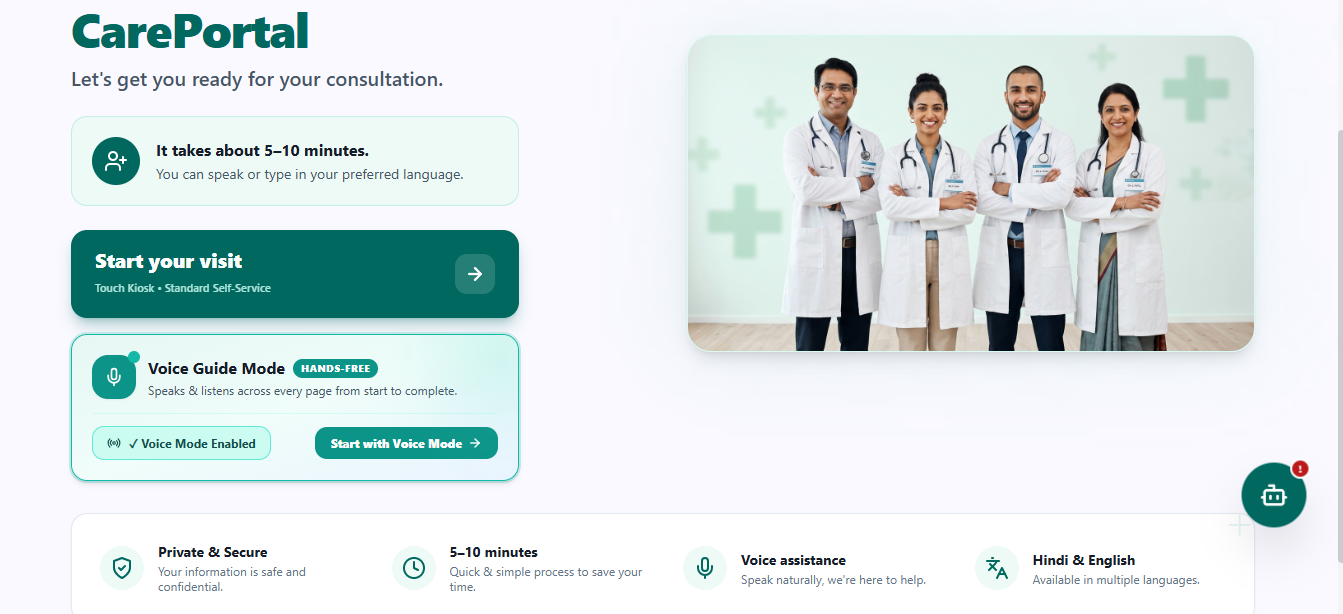 CarePortal
Let's get you ready for your consultation.
It takes about 5–10 minutes.
You can speak or type in your preferred language.
Start your visit
Touch Kiosk • Standard Self-Service
Voice Guide Mode HANDS-FREE
Speaks & listens across every page from start to complete.
✓ Voice Mode Enabled
Start with Voice Mode →
!
Private & Secure
Your information is safe and
confidential.
5–10 minutes
Quick & simple process to save your
time.
Voice assistance
Speak naturally, we're here to help.
Hindi & English
Available in multiple languages.